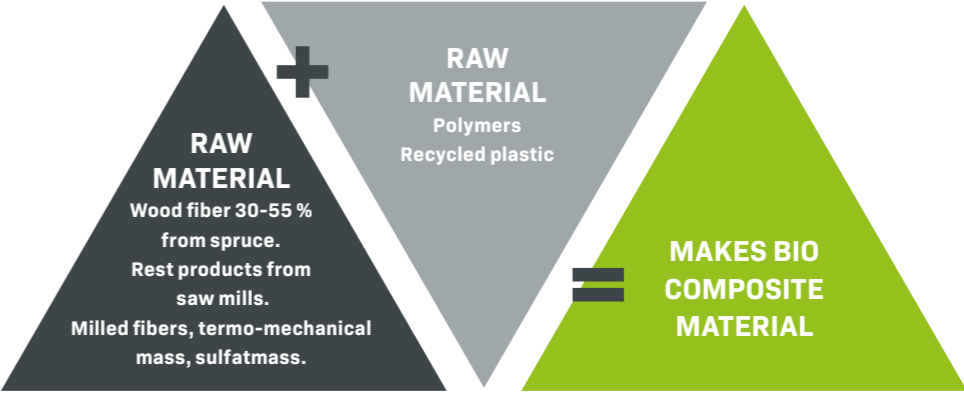 RAW
MATERIAL
Wood fiber 30-55 %
from spruce.
Rest products from
saw mills.
Milled fibers, termo-mechanical
mass, sulfatmass.
+
RAW
MATERIAL
Polymers
Recycled plastic
=
MAKES BIO
COMPOSITE
MATERIAL